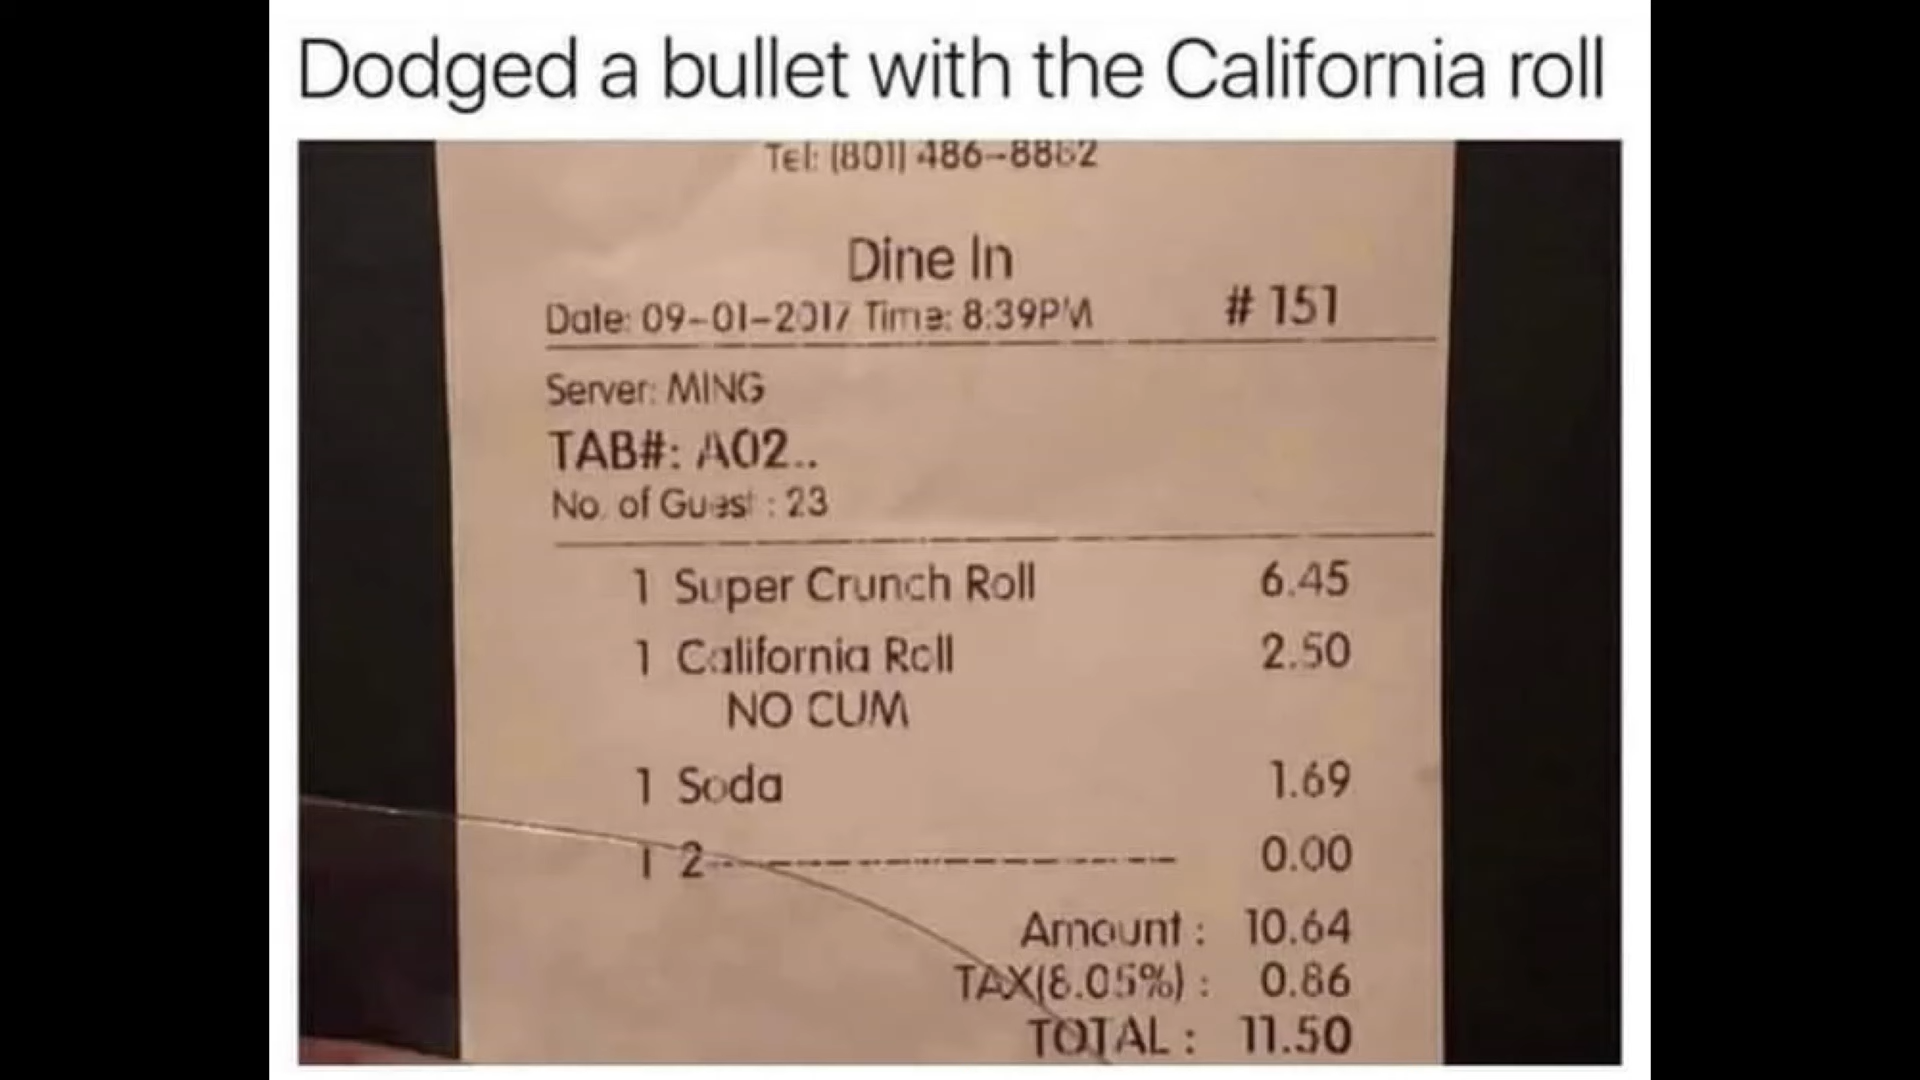 Dodged a bullet with the California roll
Tel: (801) 486-8882
Dine In
Date: 09-01-2017 Time: 8:39PM # 151
Server: MING
TAB#: A02..
No. of Guest : 23
1 Super Crunch Roll 6.45
1 California Roll 2.50
NO CUM
1 Soda 1.69
1 2------------------------ 0.00
Amount : 10.64
TAX(8.05%) : 0.86
TOTAL : 11.50